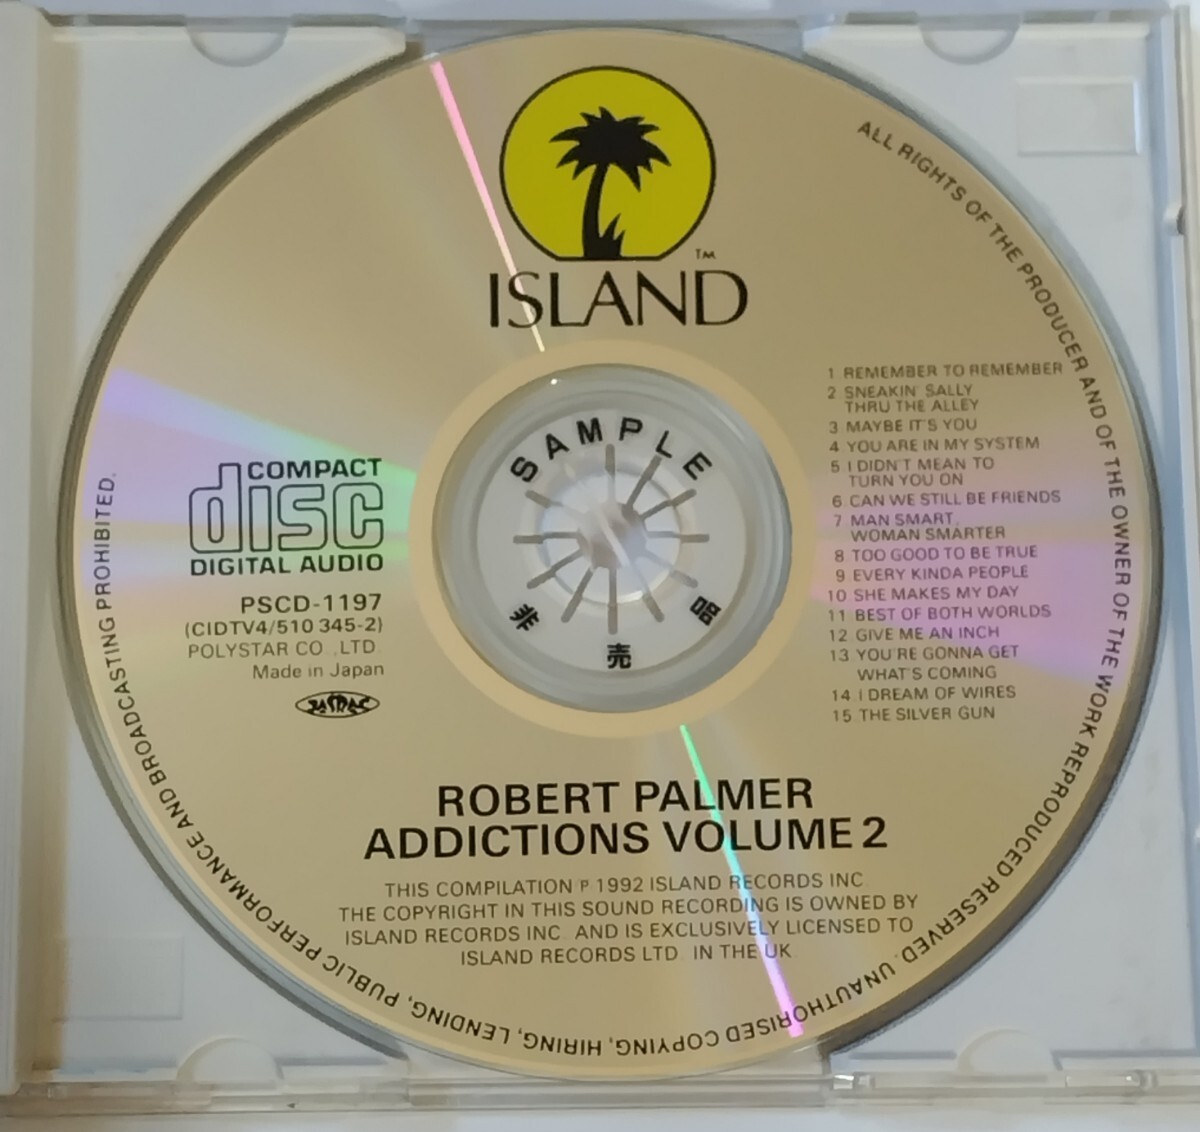 ™
ISLAND
ALL RIGHTS OF THE PRODUCER AND OF THE OWNER OF THE WORK REPRODUCED RESERVED. UNAUTHORISED COPYING, HIRING, LENDING, PUBLIC PERFORMANCE AND BROADCASTING PROHIBITED.
SAMPLE
非売品
COMPACT
disc
DIGITAL AUDIO
PSCD-1197
(CIDTV4/510 345-2)
POLYSTAR CO.,LTD.
Made in Japan
JASRAC
1 REMEMBER TO REMEMBER
2 SNEAKIN' SALLY
THRU THE ALLEY
3 MAYBE IT'S YOU
4 YOU ARE IN MY SYSTEM
5 I DIDN'T MEAN TO
TURN YOU ON
6 CAN WE STILL BE FRIENDS
7 MAN SMART,
WOMAN SMARTER
8 TOO GOOD TO BE TRUE
9 EVERY KINDA PEOPLE
10 SHE MAKES MY DAY
11 BEST OF BOTH WORLDS
12 GIVE ME AN INCH
13 YOU'RE GONNA GET
WHAT'S COMING
14 I DREAM OF WIRES
15 THE SILVER GUN
ROBERT PALMER
ADDICTIONS VOLUME 2
THIS COMPILATION ℗ 1992 ISLAND RECORDS INC.
THE COPYRIGHT IN THIS SOUND RECORDING IS OWNED BY
ISLAND RECORDS INC. AND IS EXCLUSIVELY LICENSED TO
ISLAND RECORDS LTD. IN THE UK.